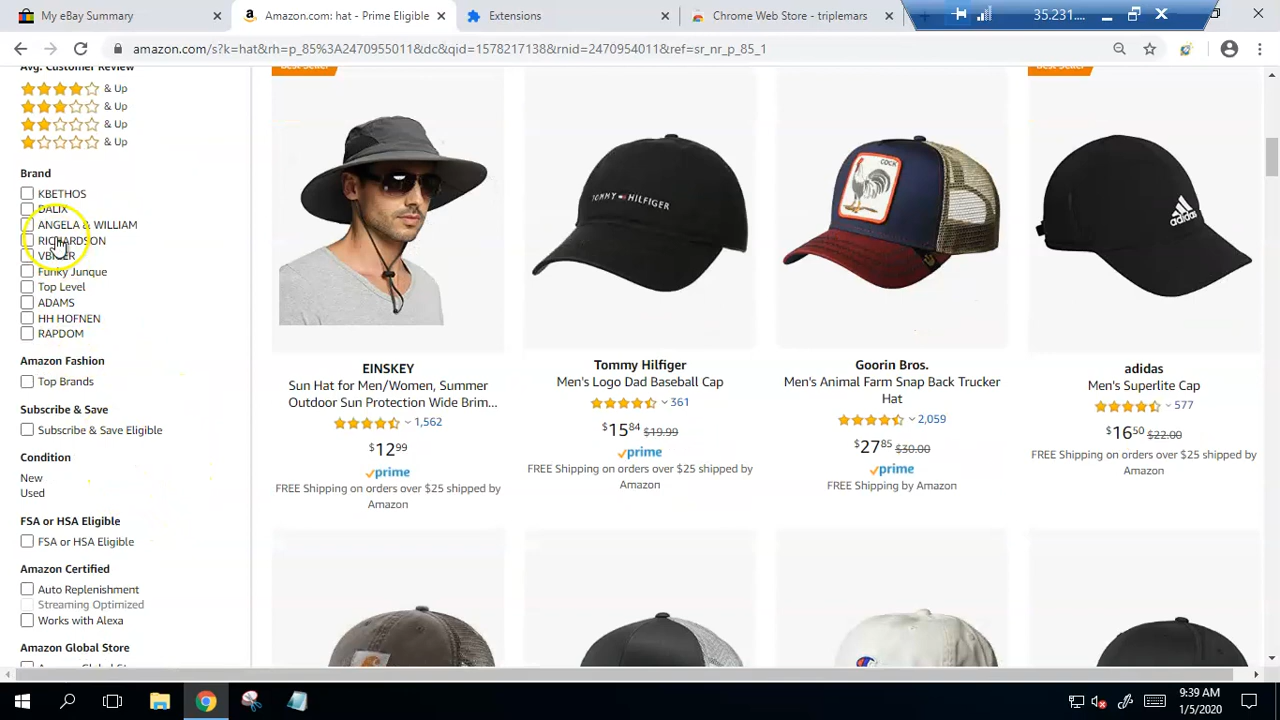 My eBay Summary
Amazon.com: hat - Prime Eligible
Extensions
Chrome Web Store - triplemars
35.231....
amazon.com/s?k=hat&rh=p_85%3A2470955011&dc&qid=1578217138&rnid=2470954011&ref=sr_nr_p_85_1
Avg. Customer Review
& Up
& Up
& Up
& Up
Brand
KBETHOS
DALIX
ANGELA & WILLIAM
RICHARDSON
Funky Junque
Top Level
ADAMS
HH HOFNEN
RAPDOM
Amazon Fashion
Top Brands
Subscribe & Save
Subscribe & Save Eligible
Condition
New
Used
FSA or HSA Eligible
FSA or HSA Eligible
Amazon Certified
Auto Replenishment
Streaming Optimized
Works with Alexa
Amazon Global Store
Best Seller
EINSKEY
Sun Hat for Men/Women, Summer
Outdoor Sun Protection Wide Brim...
1,562
$12.99
prime
FREE Shipping on orders over $25 shipped by
Amazon
TOMMY HILFIGER
Tommy Hilfiger
Men's Logo Dad Baseball Cap
361
$15.84 $19.99
prime
FREE Shipping on orders over $25 shipped by
Amazon
COCK
Goorin Bros.
Men's Animal Farm Snap Back Trucker
Hat
2,059
$27.85 $30.00
prime
FREE Shipping by Amazon
Best Seller
adidas
adidas
Men's Superlite Cap
577
$16.50 $22.00
FREE Shipping on orders over $25 shipped by
Amazon
9:39 AM
1/5/2020